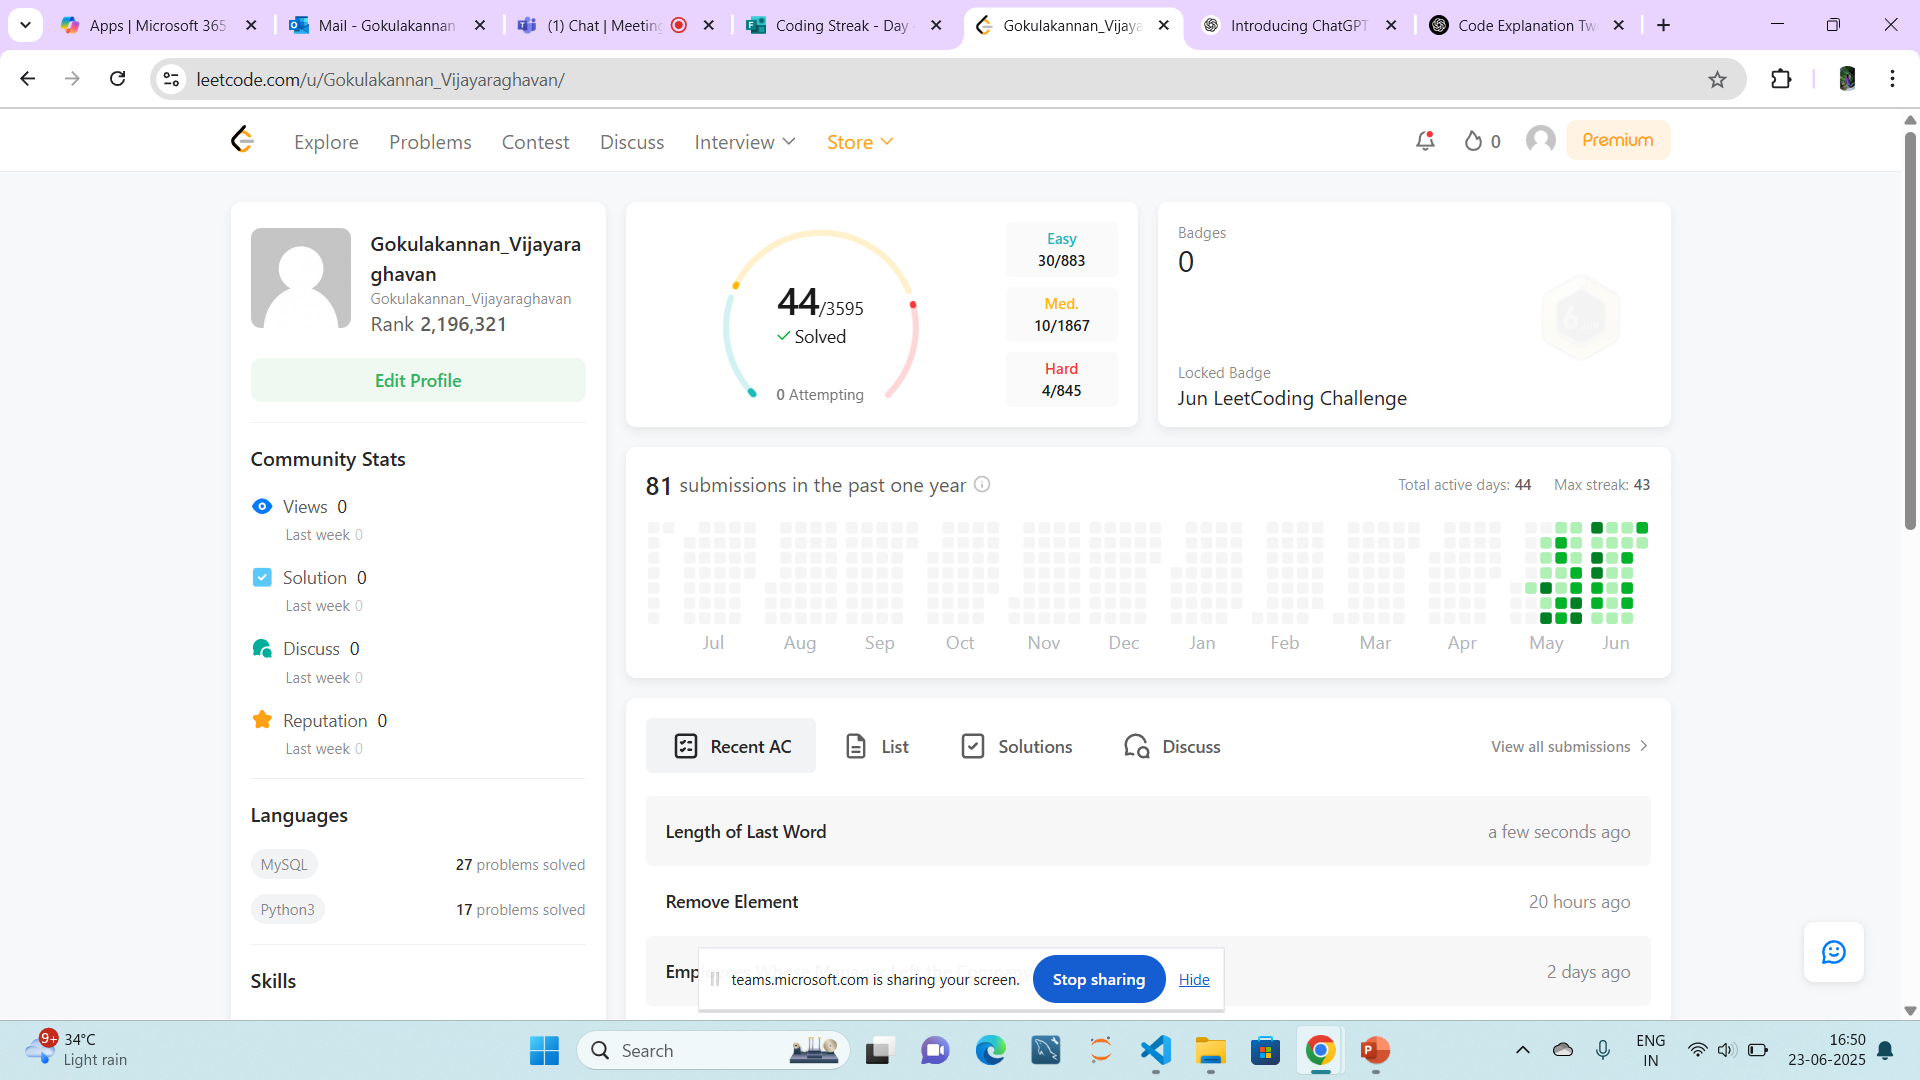 Apps | Microsoft 365
Mail - Gokulakannan
(1) Chat | Meeting
Coding Streak - Day
Gokulakannan_Vijaya
Introducing ChatGPT
Code Explanation Tw
leetcode.com/u/Gokulakannan_Vijayaraghavan/
Explore
Problems
Contest
Discuss
Interview
Store
0
Premium
Gokulakannan_Vijayara
ghavan
Gokulakannan_Vijayaraghavan
Rank 2,196,321
Edit Profile
Community Stats
Views 0
Last week 0
Solution 0
Last week 0
Discuss 0
Last week 0
Reputation 0
Last week 0
Languages
MySQL 27 problems solved
Python3 17 problems solved
Skills
44/3595
Solved
0 Attempting
Easy
30/883
Med.
10/1867
Hard
4/845
Badges
0
Locked Badge
Jun LeetCoding Challenge
81 submissions in the past one year
Total active days: 44 Max streak: 43
Jul Aug Sep Oct Nov Dec Jan Feb Mar Apr May Jun
Recent AC
List
Solutions
Discuss
View all submissions
Length of Last Word a few seconds ago
Remove Element 20 hours ago
2 days ago
teams.microsoft.com is sharing your screen.
Stop sharing
Hide
9+
34°C
Light rain
Search
ENG
IN
16:50
23-06-2025